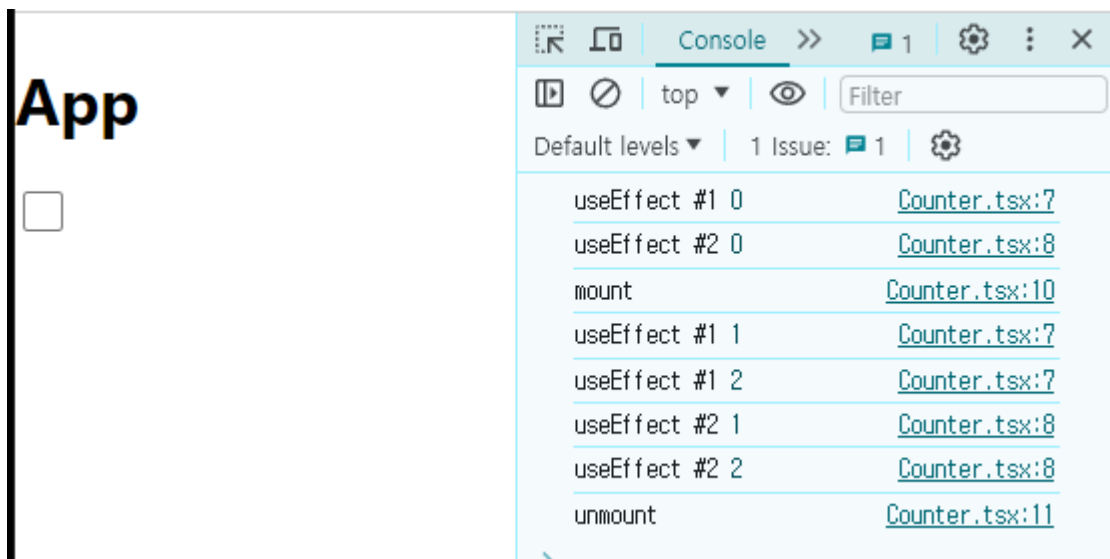 App
Console
1
top
Filter
Default levels
1 Issue: 1
useEffect #1 0 Counter.tsx:7
useEffect #2 0 Counter.tsx:8
mount Counter.tsx:10
useEffect #1 1 Counter.tsx:7
useEffect #1 2 Counter.tsx:7
useEffect #2 1 Counter.tsx:8
useEffect #2 2 Counter.tsx:8
unmount Counter.tsx:11